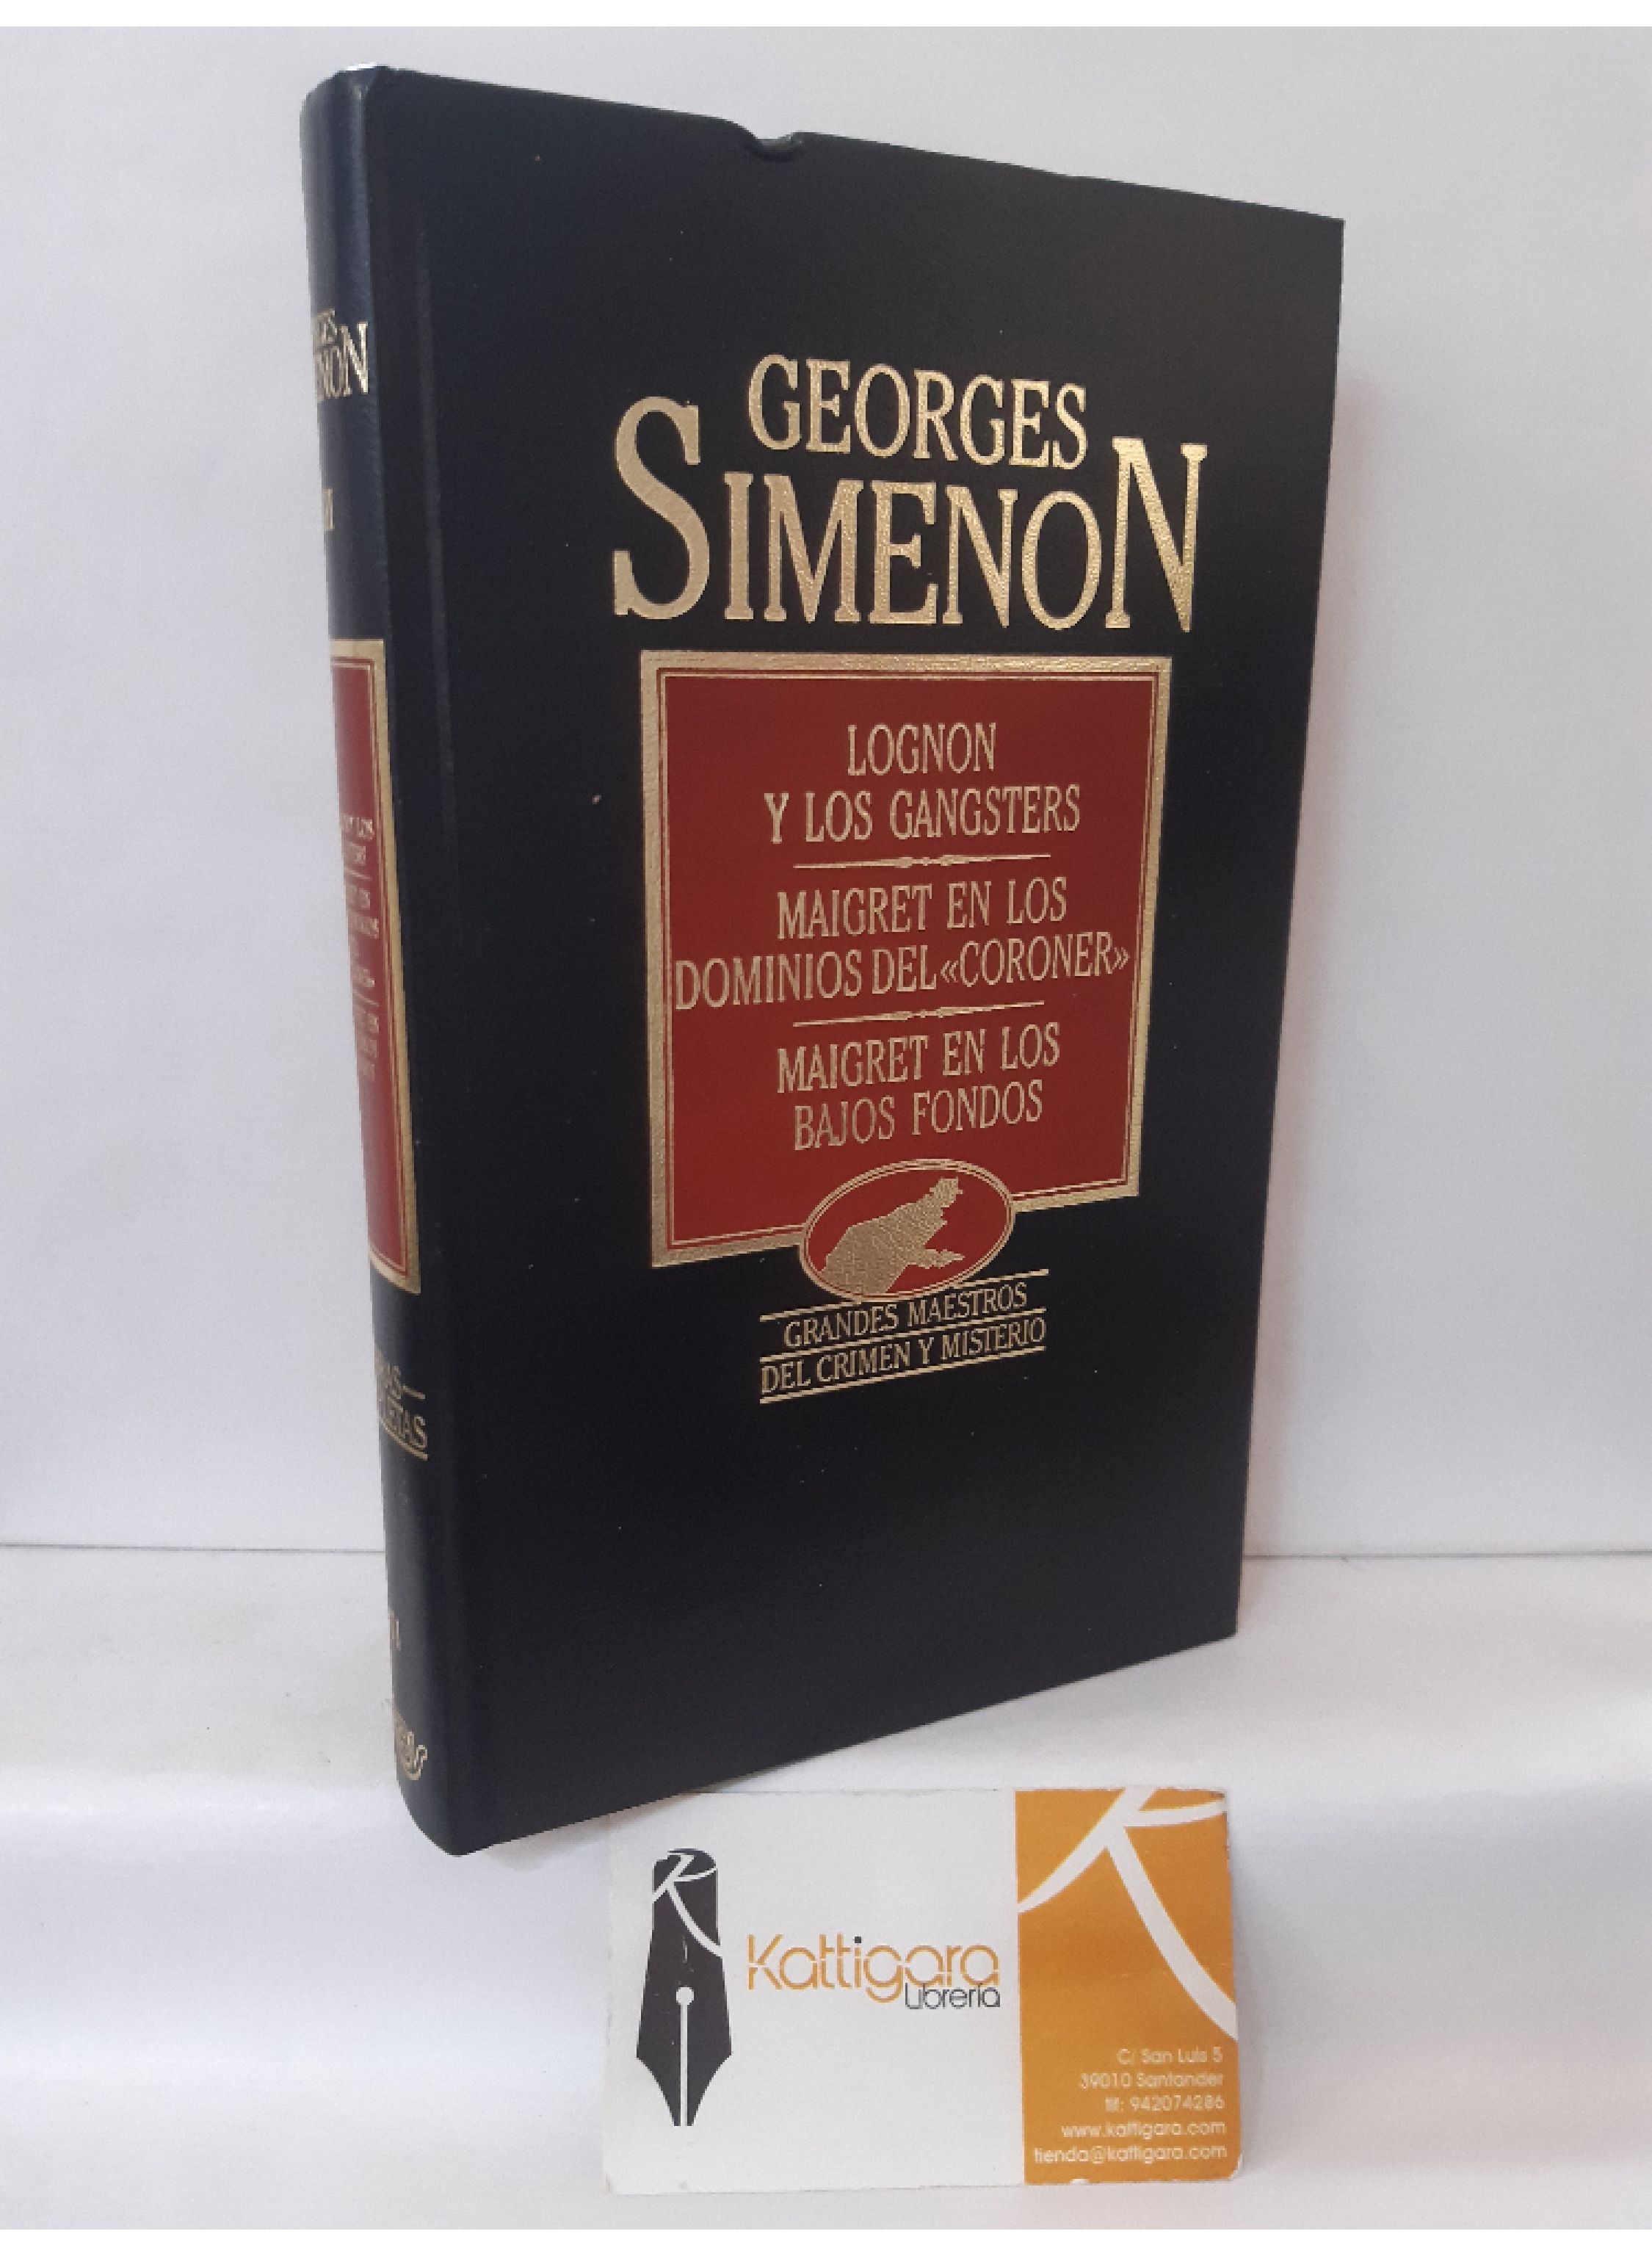 GEORGES
SIMENON
LOGNON
Y LOS GANGSTERS
MAIGRET EN LOS
DOMINIOS DEL «CORONER»
MAIGRET EN LOS
BAJOS FONDOS
GRANDES MAESTROS
DEL CRIMEN Y MISTERIO
Kattigara
Librería
C/ San Luis 5
39010 Santander
tlf: 942074286
www.kattigara.com
tienda@kattigara.com